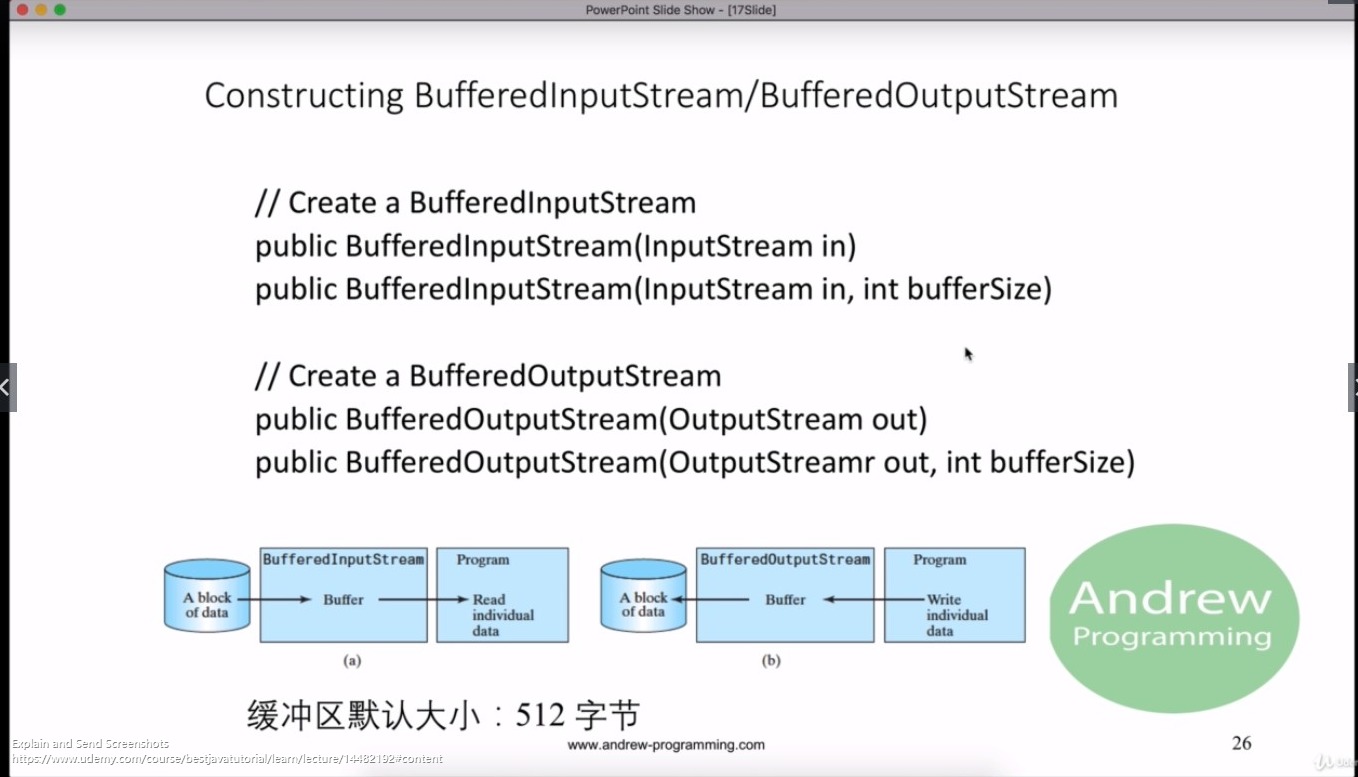 PowerPoint Slide Show - [17Slide]
Constructing BufferedInputStream/BufferedOutputStream
// Create a BufferedInputStream
public BufferedInputStream(InputStream in)
public BufferedInputStream(InputStream in, int bufferSize)
// Create a BufferedOutputStream
public BufferedOutputStream(OutputStream out)
public BufferedOutputStream(OutputStreamr out, int bufferSize)
BufferedInputStream
Program
A block
of data
Buffer
Read
individual
data
(a)
BufferedOutputStream
Program
A block
of data
Buffer
Write
individual
data
(b)
Andrew
Programming
缓冲区默认大小：512 字节
www.andrew-programming.com
26
Explain and Send Screenshots
https://www.udemy.com/course/bestjavatutorial/learn/lecture/14482192#content